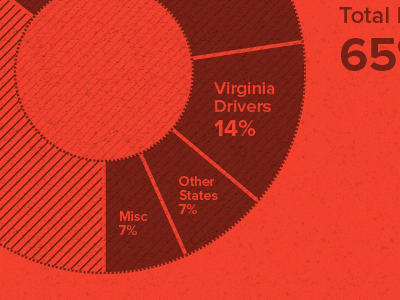 Total
65
Virginia
Drivers
14%
Other
States
7%
Misc
7%